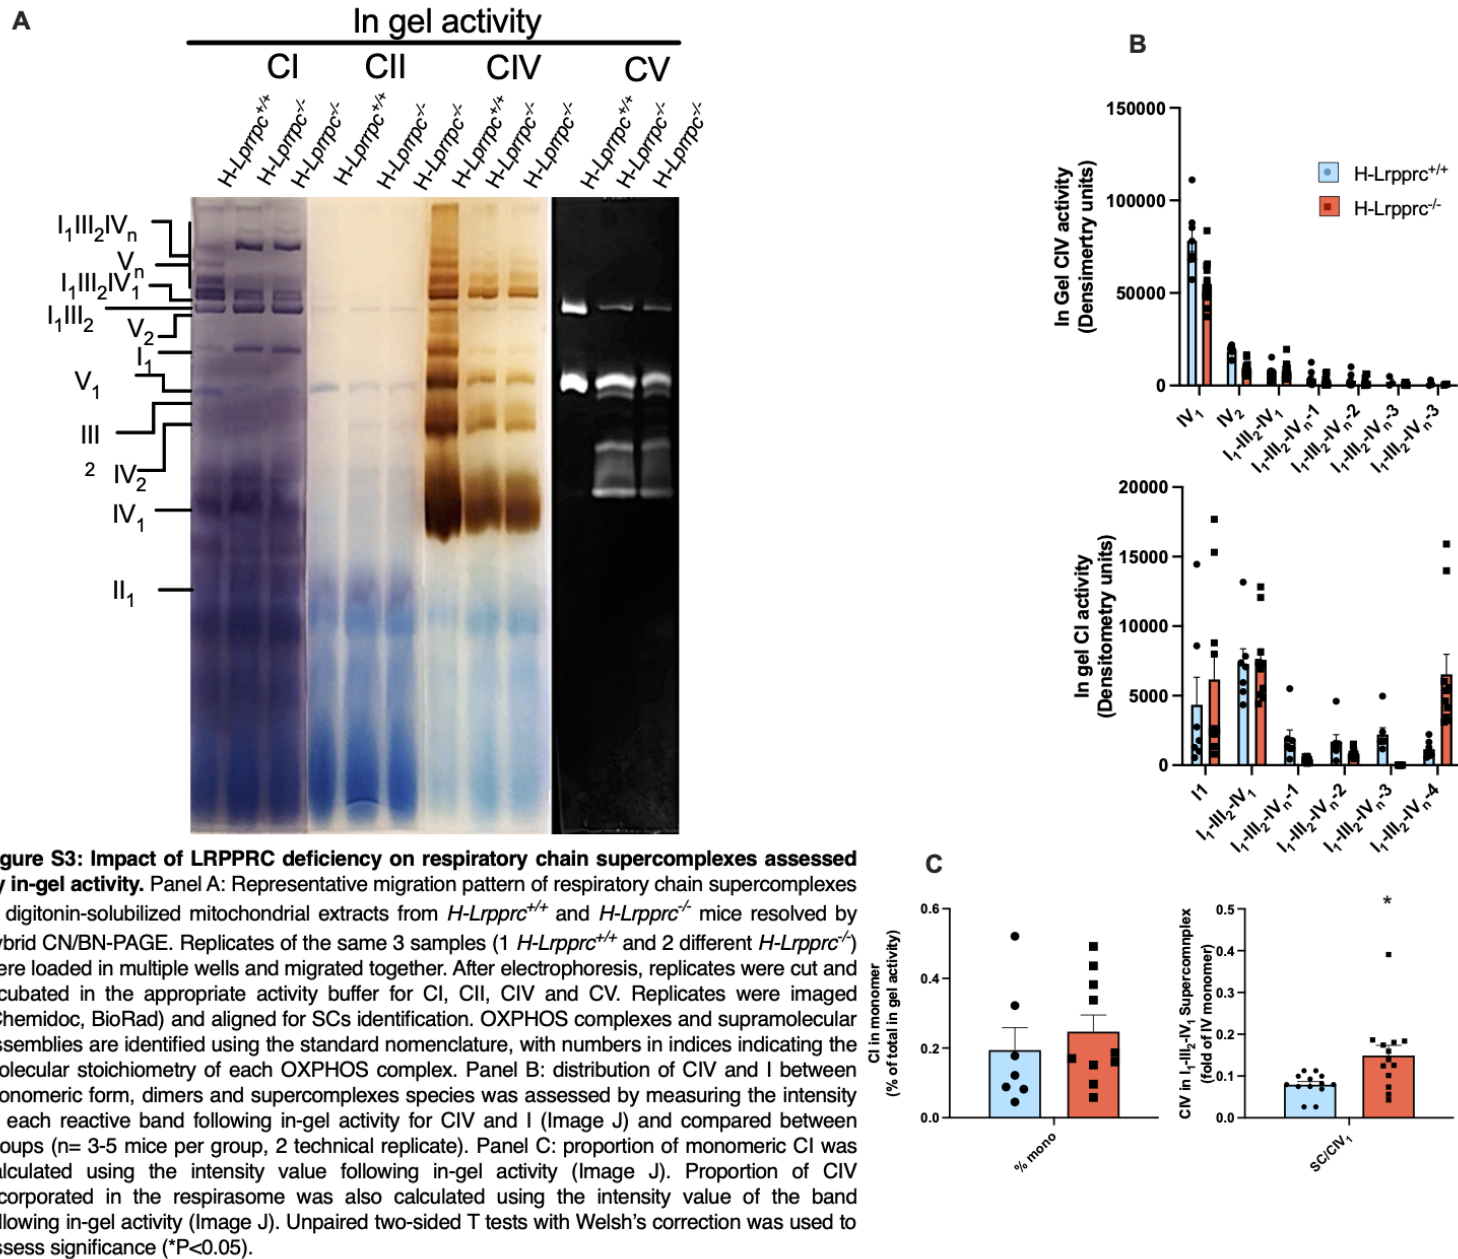 A
In gel activity
CI CII CIV CV
H-Lprrpc+/+ H-Lprrpc-/- H-Lprrpc-/- H-Lprrpc+/+ H-Lprrpc-/- H-Lprrpc-/- H-Lprrpc+/+ H-Lprrpc-/- H-Lprrpc-/- H-Lprrpc+/+ H-Lprrpc-/- H-Lprrpc-/-
I1III2IVn
Vn
I1III2IV1
I1III2
V2
I1
V1
III
2
IV2
IV1
II1
B
In Gel CIV activity
(Densimertry units)
150000
100000
50000
0
H-Lrpprc+/+
H-Lrpprc-/-
IV1 IV2 I1-III2-IV1 I1-III2-IVn-1 I1-III2-IVn-2 I1-III2-IVn-3 I1-III2-IVn-3
In gel CI activity
(Densitometry units)
20000
15000
10000
5000
0
I1 I1-III2-IV1 I1-III2-IVn-1 I1-III2-IVn-2 I1-III2-IVn-3 I1-III2-IVn-4
gure S3: Impact of LRPPRC deficiency on respiratory chain supercomplexes assessed
y in-gel activity. Panel A: Representative migration pattern of respiratory chain supercomplexes
digitonin-solubilized mitochondrial extracts from H-Lrpprc+/+ and H-Lrpprc-/- mice resolved by
ybrid CN/BN-PAGE. Replicates of the same 3 samples (1 H-Lrpprc+/+ and 2 different H-Lrpprc-/-)
ere loaded in multiple wells and migrated together. After electrophoresis, replicates were cut and
cubated in the appropriate activity buffer for CI, CII, CIV and CV. Replicates were imaged
Chemidoc, BioRad) and aligned for SCs identification. OXPHOS complexes and supramolecular
ssemblies are identified using the standard nomenclature, with numbers in indices indicating the
olecular stoichiometry of each OXPHOS complex. Panel B: distribution of CIV and I between
onomeric form, dimers and supercomplexes species was assessed by measuring the intensity
each reactive band following in-gel activity for CIV and I (Image J) and compared between
oups (n= 3-5 mice per group, 2 technical replicate). Panel C: proportion of monomeric CI was
alculated using the intensity value following in-gel activity (Image J). Proportion of CIV
corporated in the respirasome was also calculated using the intensity value of the band
llowing in-gel activity (Image J). Unpaired two-sided T tests with Welsh's correction was used to
ssess significance (*P<0.05).
C
CI in monomer
(% of total in gel activity)
0.6
0.4
0.2
0.0
% mono
CIV in I1-III2-IV1 Supercomnplex
(fold of IV monomer)
0.5
0.4
0.3
0.2
0.1
0.0
*
SC/CIV1